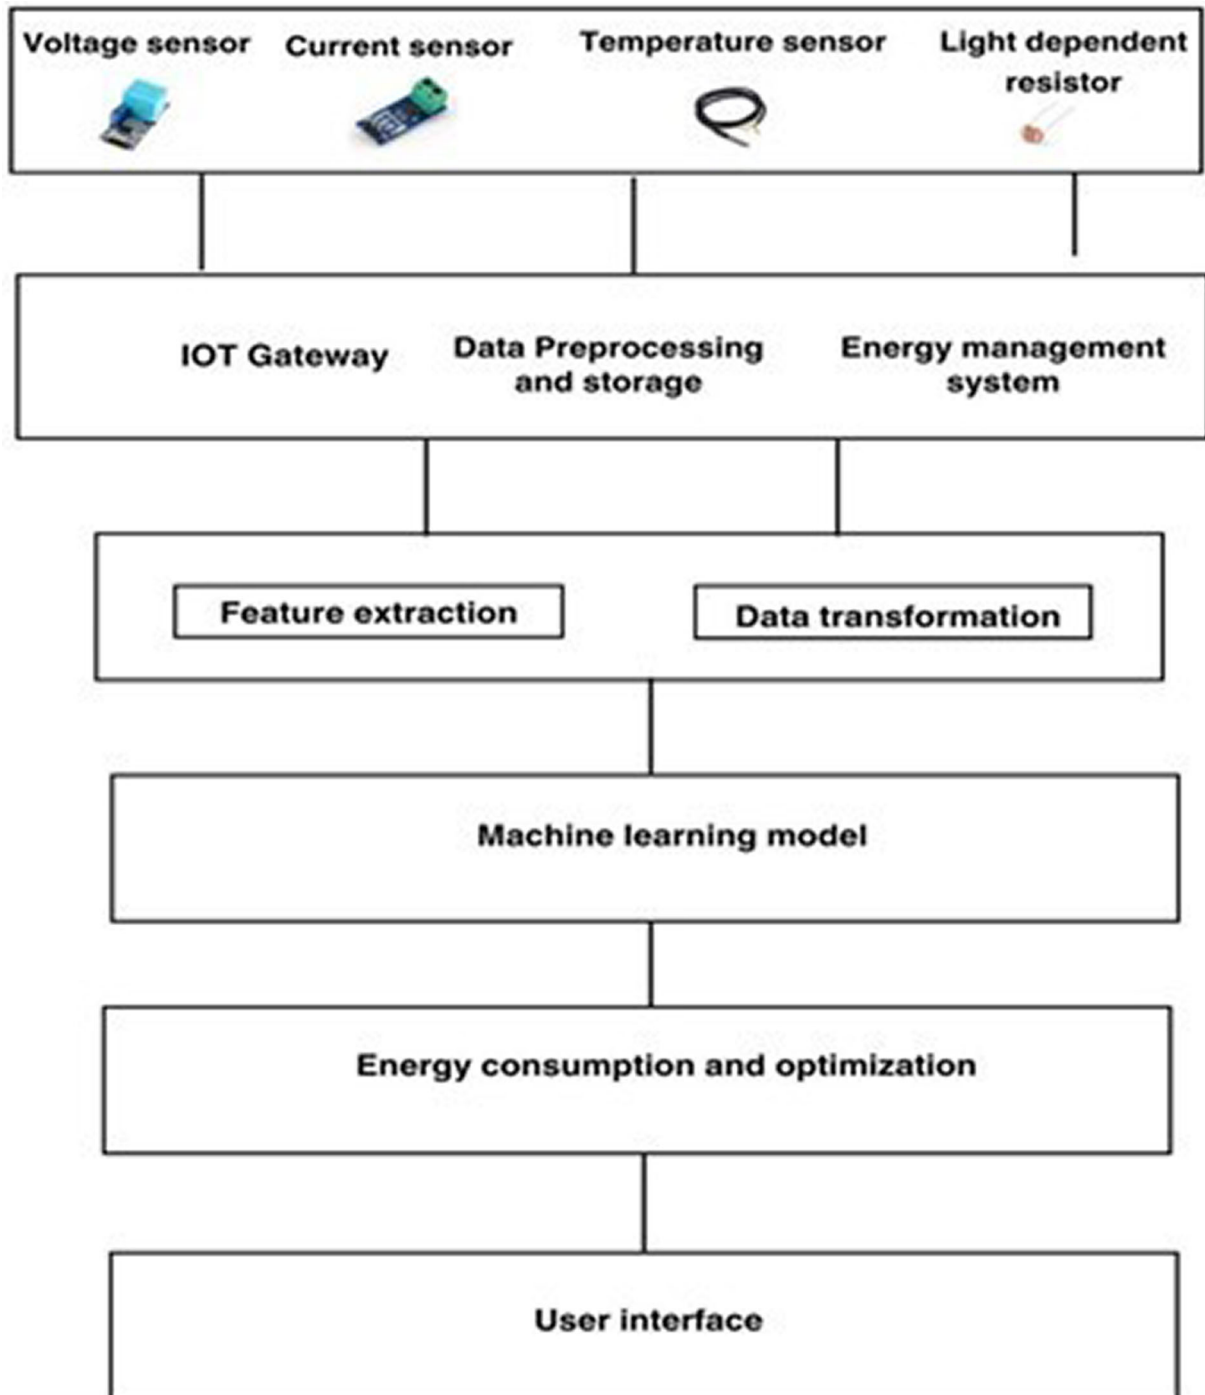 Voltage sensor
Current sensor
Temperature sensor
Light dependent
resistor
IOT Gateway
Data Preprocessing
and storage
Energy management
system
Feature extraction
Data transformation
Machine learning model
Energy consumption and optimization
User interface